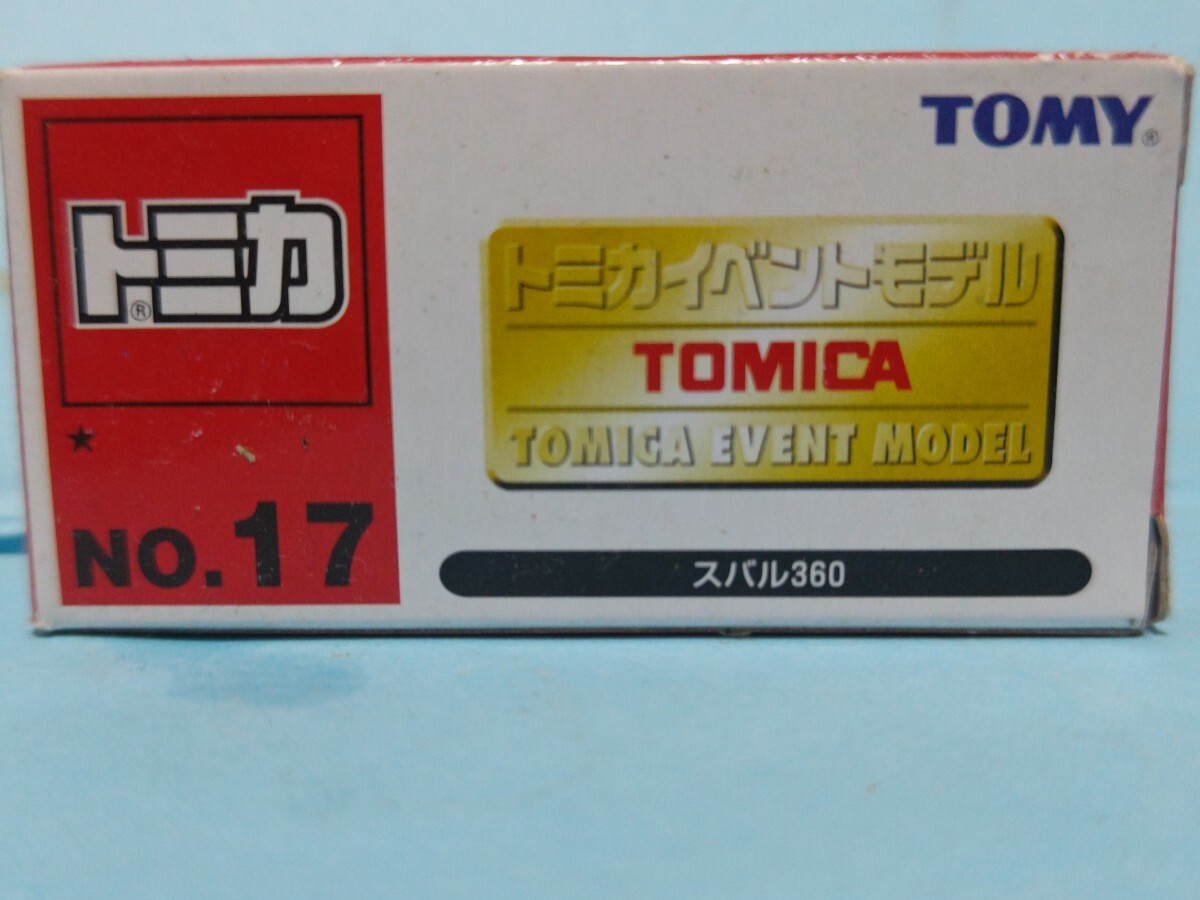 トミカ®
★
NO.17
TOMY®
トミカイベントモデル
TOMICA
TOMICA EVENT MODEL
スバル360